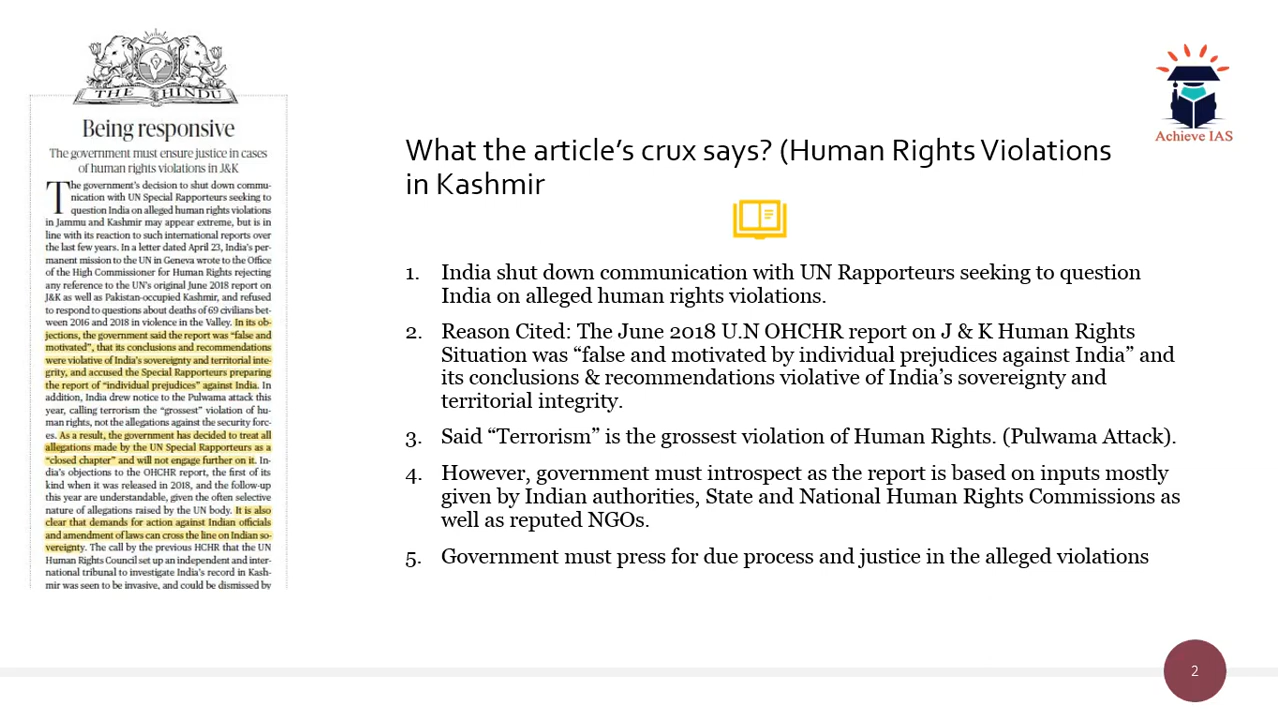 THE HINDU
Being responsive
The government must ensure justice in cases
of human rights violations in J&K
The government's decision to shut down commu-
nication with UN Special Rapporteurs seeking to
question India on alleged human rights violations
in Jammu and Kashmir may appear extreme, but is in
line with its reaction to such international reports over
the last few years. In a letter dated April 23, India's per-
manent mission to the UN in Geneva wrote to the Office
of the High Commissioner for Human Rights rejecting
any reference to the UN's original June 2018 report on
J&K as well as Pakistan-occupied Kashmir, and refused
to respond to questions about deaths of 69 civilians bet-
ween 2016 and 2018 in violence in the Valley. In its ob-
jections, the government said the report was "false and
motivated", that its conclusions and recommendations
were violative of India's sovereignty and territorial inte-
grity, and accused the Special Rapporteurs preparing
the report of "individual prejudices" against India. In
addition, India drew notice to the Pulwama attack this
year, calling terrorism the "grossest" violation of hu-
man rights, not the allegations against the security forc-
es. As a result, the government has decided to treat all
allegations made by the UN Special Rapporteurs as a
"closed chapter" and will not engage further on it. In-
dia's objections to the OHCHR report, the first of its
kind when it was released in 2018, and the follow-up
this year are understandable, given the often selective
nature of allegations raised by the UN body. It is also
clear that demands for action against Indian officials
and amendment of laws can cross the line on Indian so-
vereignty. The call by the previous HCHR that the UN
Human Rights Council set up an independent and inter-
national tribunal to investigate India's record in Kash-
mir was seen to be invasive, and could be dismissed by
Achieve IAS
What the article's crux says? (Human Rights Violations
in Kashmir
1. India shut down communication with UN Rapporteurs seeking to question
India on alleged human rights violations.
2. Reason Cited: The June 2018 U.N OHCHR report on J & K Human Rights
Situation was “false and motivated by individual prejudices against India” and
its conclusions & recommendations violative of India’s sovereignty and
territorial integrity.
3. Said “Terrorism” is the grossest violation of Human Rights. (Pulwama Attack).
4. However, government must introspect as the report is based on inputs mostly
given by Indian authorities, State and National Human Rights Commissions as
well as reputed NGOs.
5. Government must press for due process and justice in the alleged violations
2